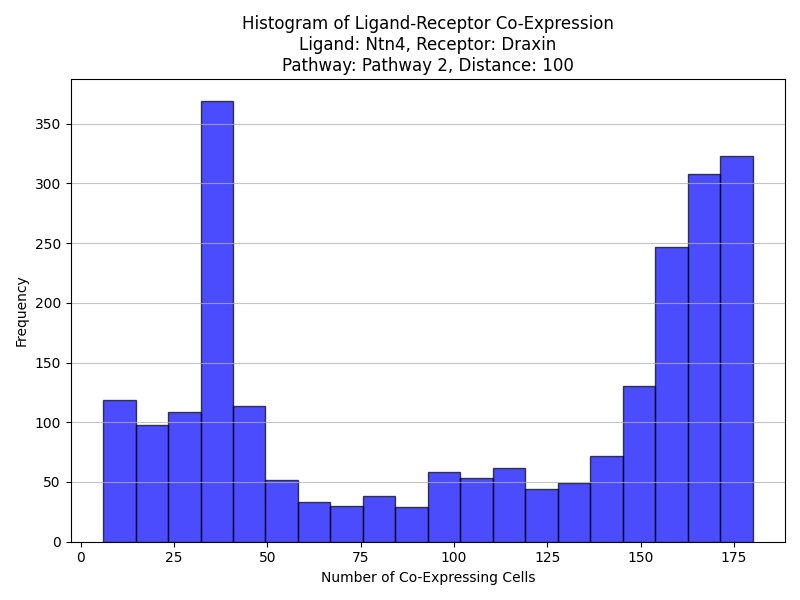 Histogram of Ligand-Receptor Co-Expression
Ligand: Ntn4, Receptor: Draxin
Pathway: Pathway 2, Distance: 100
350
300
250
200
150
100
50
0
Frequency
0 25 50 75 100 125 150 175
Number of Co-Expressing Cells